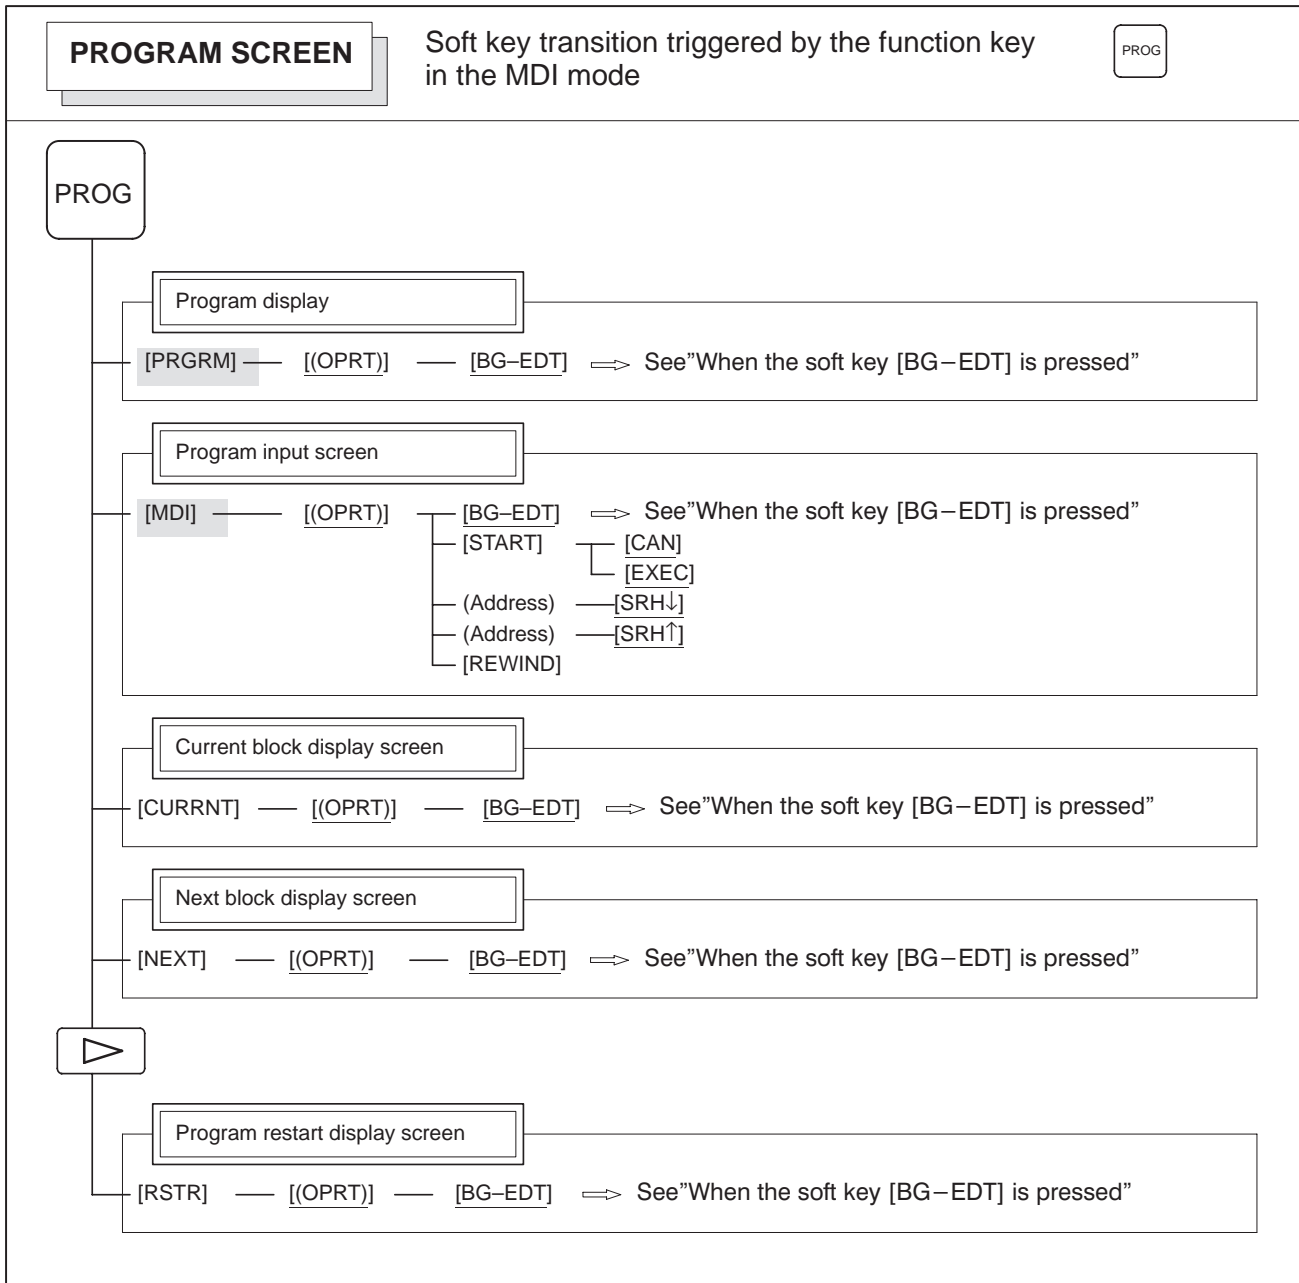 PROGRAM SCREEN
Soft key transition triggered by the function key
in the MDI mode
PROG
PROG
Program display
[PRGRM] [(OPRT)] [BG–EDT] ⇒ See”When the soft key [BG–EDT] is pressed”
Program input screen
[MDI] [(OPRT)] [BG–EDT] ⇒ See”When the soft key [BG–EDT] is pressed”
[START] [CAN]
[EXEC]
(Address) [SRH↓]
(Address) [SRH↑]
[REWIND]
Current block display screen
[CURRNT] [(OPRT)] [BG–EDT] ⇒ See”When the soft key [BG–EDT] is pressed”
Next block display screen
[NEXT] [(OPRT)] [BG–EDT] ⇒ See”When the soft key [BG–EDT] is pressed”
Program restart display screen
[RSTR] [(OPRT)] [BG–EDT] ⇒ See”When the soft key [BG–EDT] is pressed”